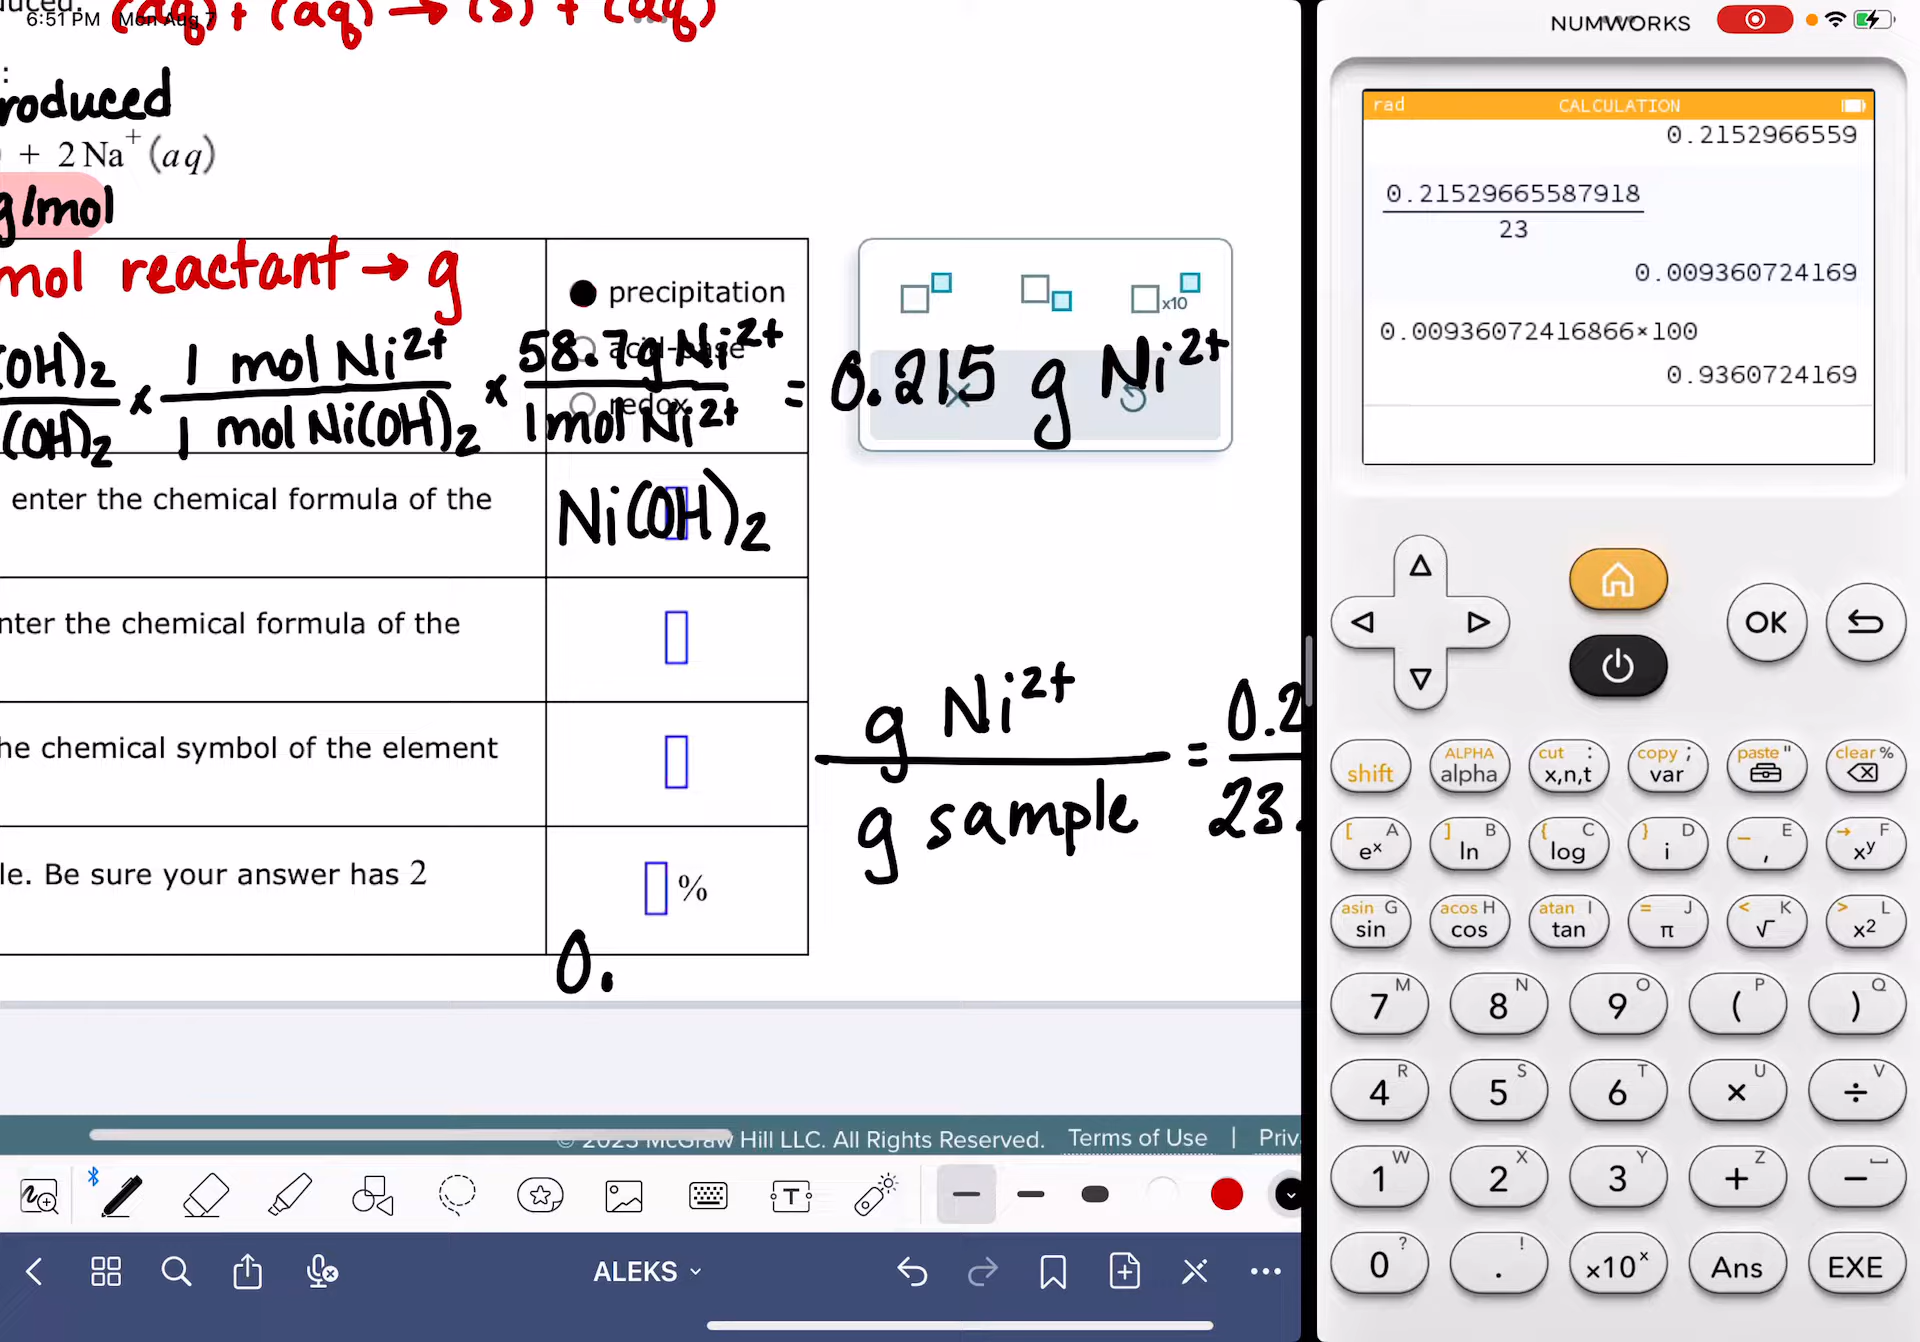 6:51 PM Mon Aug 7
(aq) + (aq) → (s) + (aq)
:
roduced
) + 2 Na⁺ (aq)
g/mol
mol reactant → g
precipitation
acid-base
redox
(OH)₂ × 1 mol Ni²⁺ × 58.7g Ni²⁺ = 0.215 g Ni²⁺
(OH)₂ 1 mol Ni(OH)₂ 1 mol Ni²⁺
x10
enter the chemical formula of the
Ni(OH)₂
nter the chemical formula of the
he chemical symbol of the element
g Ni²⁺ = 0.2
g sample 23.
le. Be sure your answer has 2
%
0.
© 2023 McGraw Hill LLC. All Rights Reserved. Terms of Use | Priv
T
ALEKS
NUMWORKS
rad CALCULATION
0.2152966559
0.21529665587918
23
0.009360724169
0.00936072416866×100
0.9360724169
OK
ALPHA cut : copy ; paste " clear %
shift alpha x,n,t var
[ A ] B { C } D _ E → F
eˣ ln log i , xʸ
asin G acos H atan I = J < K > L
sin cos tan π √ x²
M N O P Q
7 8 9 ( )
R S T U V
4 5 6 × ÷
W X Y Z
1 2 3 + −
? !
0 . ×10ˣ Ans EXE